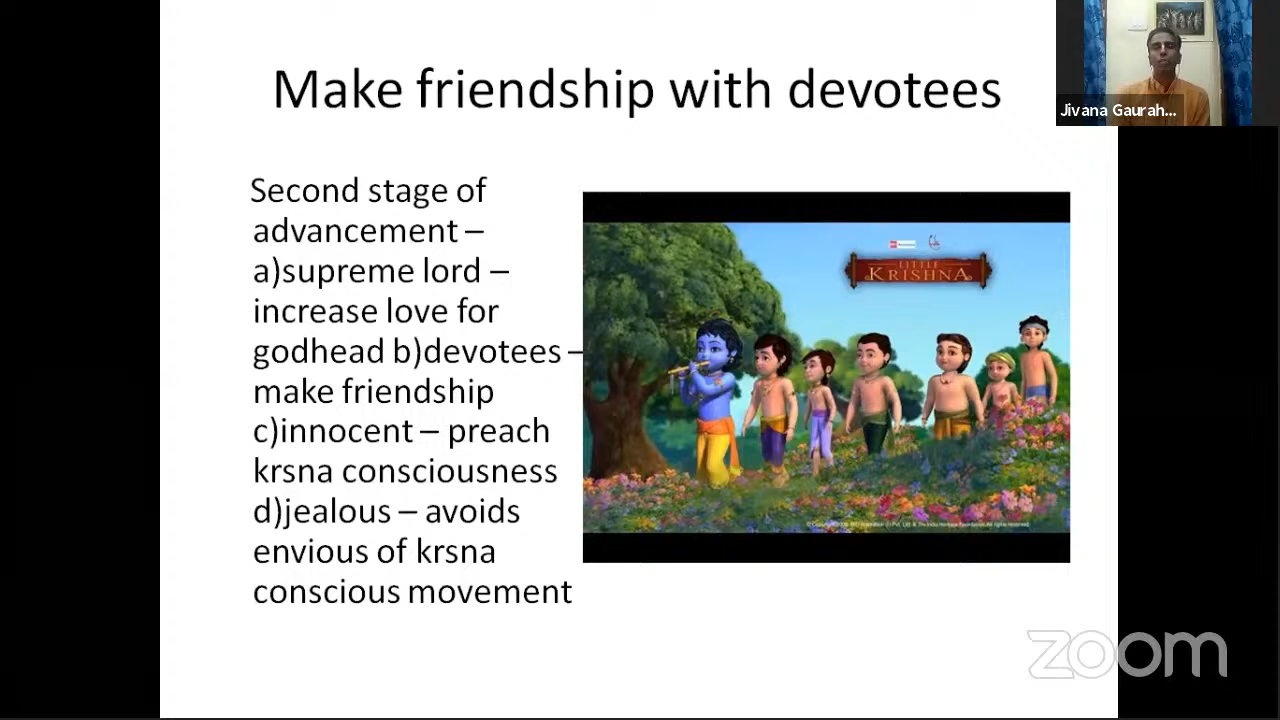 Make friendship with devotees
Jivana Gaurah...
Second stage of
advancement –
a)supreme lord –
increase love for
godhead b)devotees –
make friendship
c)innocent – preach
krsna consciousness
d)jealous – avoids
envious of krsna
conscious movement
LITTLE
KRISHNA
zoom